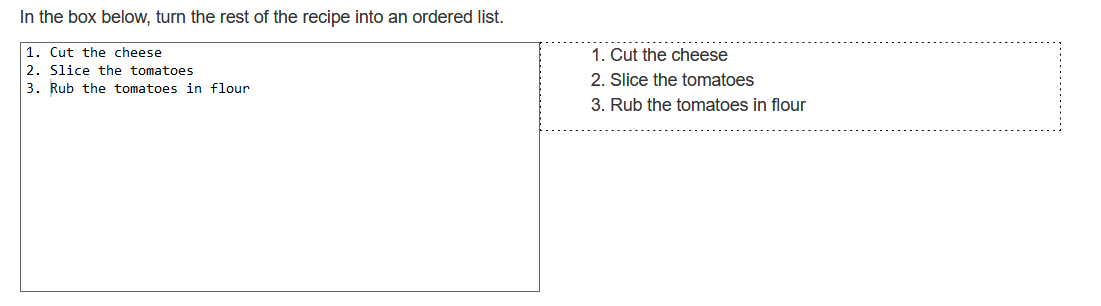 In the box below, turn the rest of the recipe into an ordered list.
1. Cut the cheese
2. Slice the tomatoes
3. Rub the tomatoes in flour
1. Cut the cheese
2. Slice the tomatoes
3. Rub the tomatoes in flour